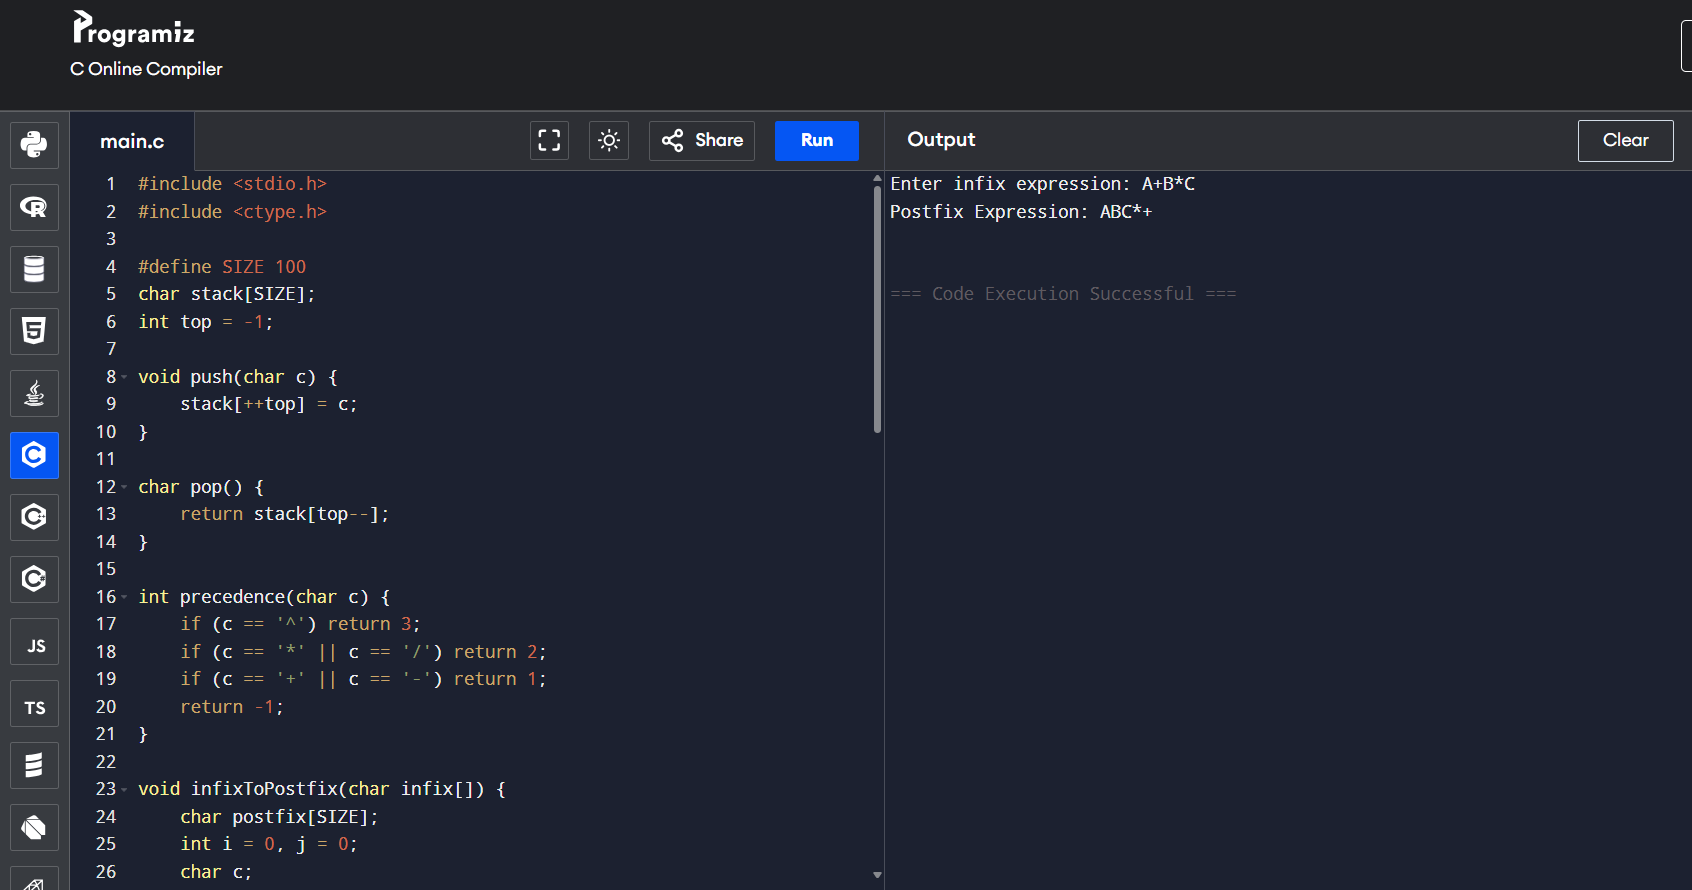 Programiz
C Online Compiler
main.c
Share
Run
Output
Clear
1 #include <stdio.h>
2 #include <ctype.h>
3
4 #define SIZE 100
5 char stack[SIZE];
6 int top = -1;
7
8 void push(char c) {
9     stack[++top] = c;
10 }
11
12 char pop() {
13     return stack[top--];
14 }
15
16 int precedence(char c) {
17     if (c == '^') return 3;
18     if (c == '*' || c == '/') return 2;
19     if (c == '+' || c == '-') return 1;
20     return -1;
21 }
22
23 void infixToPostfix(char infix[]) {
24     char postfix[SIZE];
25     int i = 0, j = 0;
26     char c;
Enter infix expression: A+B*C
Postfix Expression: ABC*+
=== Code Execution Successful ===
R
5
C
C
C
JS
TS